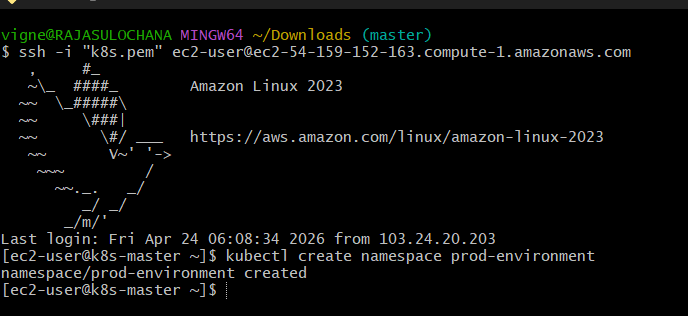 vigne@RAJASULOCHANA MINGW64 ~/Downloads (master)
$ ssh -i "k8s.pem" ec2-user@ec2-54-159-152-163.compute-1.amazonaws.com
   ,     #_
   ~\_  ####_        Amazon Linux 2023
  ~~  \_#####\
  ~~     \###|
  ~~       \#/ ___   https://aws.amazon.com/linux/amazon-linux-2023
   ~~       V~' '->
    ~~~         /
      ~~._.   _/
         _/ _/
       _/m/'
Last login: Fri Apr 24 06:08:34 2026 from 103.24.20.203
[ec2-user@k8s-master ~]$ kubectl create namespace prod-environment
namespace/prod-environment created
[ec2-user@k8s-master ~]$